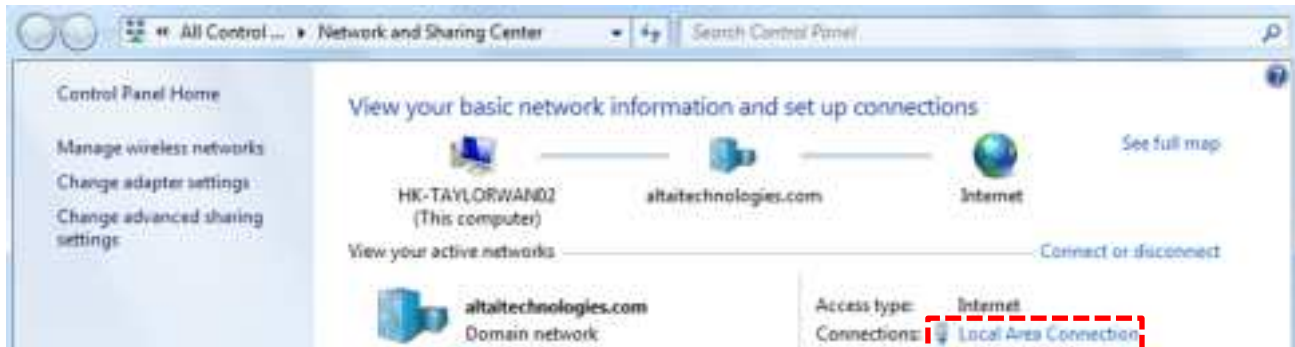 « All Control ... ▸ Network and Sharing Center
Search Control Panel
Control Panel Home
Manage wireless networks
Change adapter settings
Change advanced sharing
settings
View your basic network information and set up connections
See full map
HK-TAYLORWAN02
(This computer)
altaitechnologies.com
Internet
View your active networks
Connect or disconnect
altaitechnologies.com
Domain network
Access type: Internet
Connections: Local Area Connection